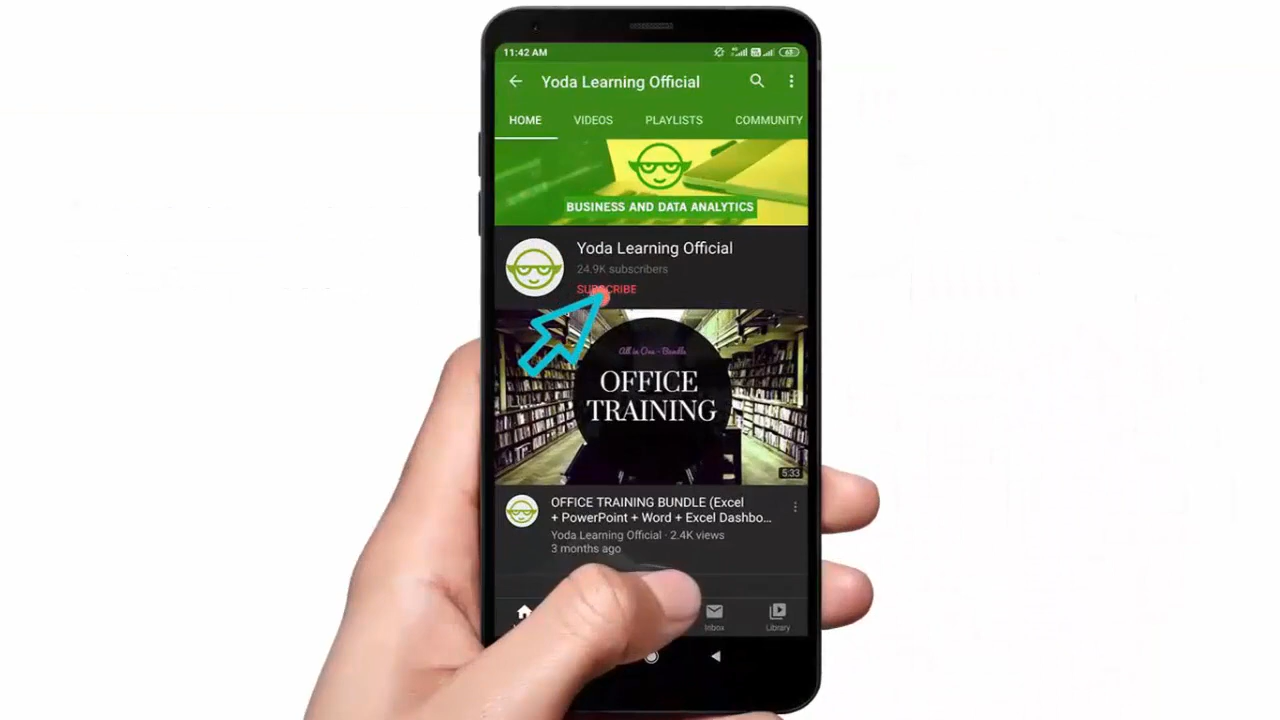 11:42 AM
Yoda Learning Official
HOME VIDEOS PLAYLISTS COMMUNITY
BUSINESS AND DATA ANALYTICS
Yoda Learning Official
24.9K subscribers
SUBSCRIBE
All in One - Bundle
OFFICE
TRAINING
5:33
OFFICE TRAINING BUNDLE (Excel
+ PowerPoint + Word + Excel Dashbo...
Yoda Learning Official · 2.4K views
3 months ago
Inbox Library